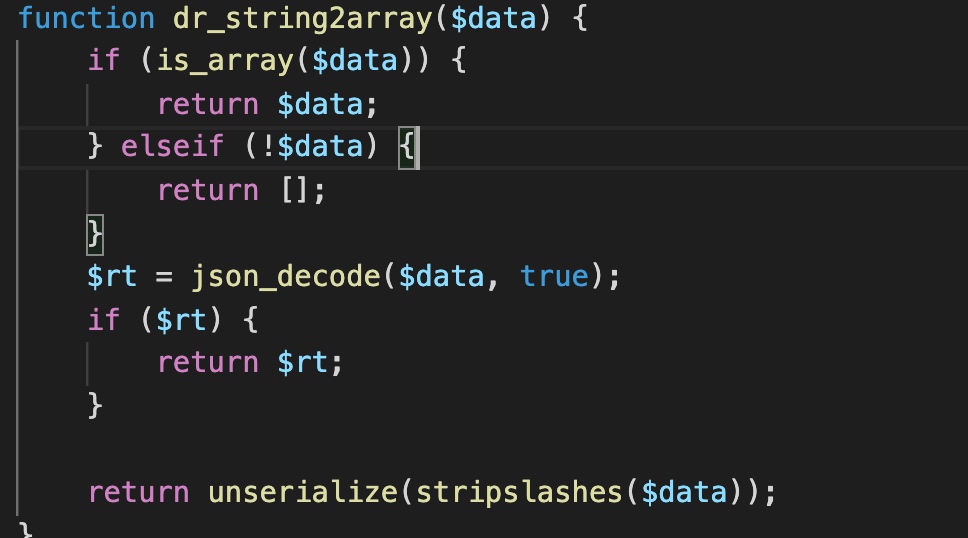 function dr_string2array($data) {
    if (is_array($data)) {
        return $data;
    } elseif (!$data) {
        return [];
    }
    $rt = json_decode($data, true);
    if ($rt) {
        return $rt;
    }
    return unserialize(stripslashes($data));
}